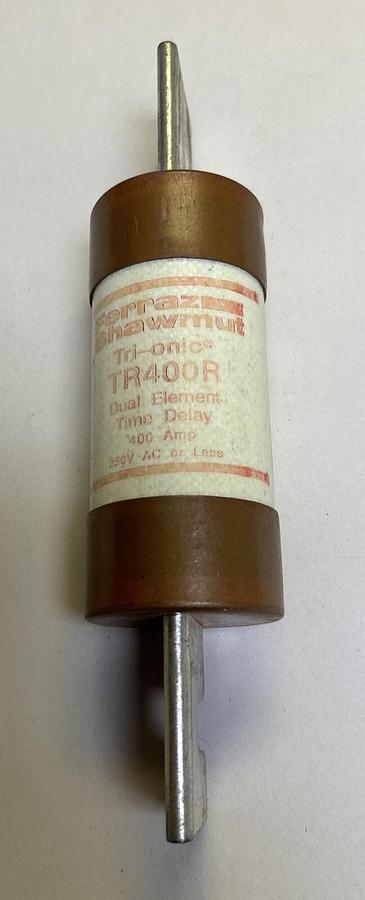 Ferraz
Shawmut
Tri-onic®
TR400R
Dual Element
Time Delay
400 Amp
250V AC or Less